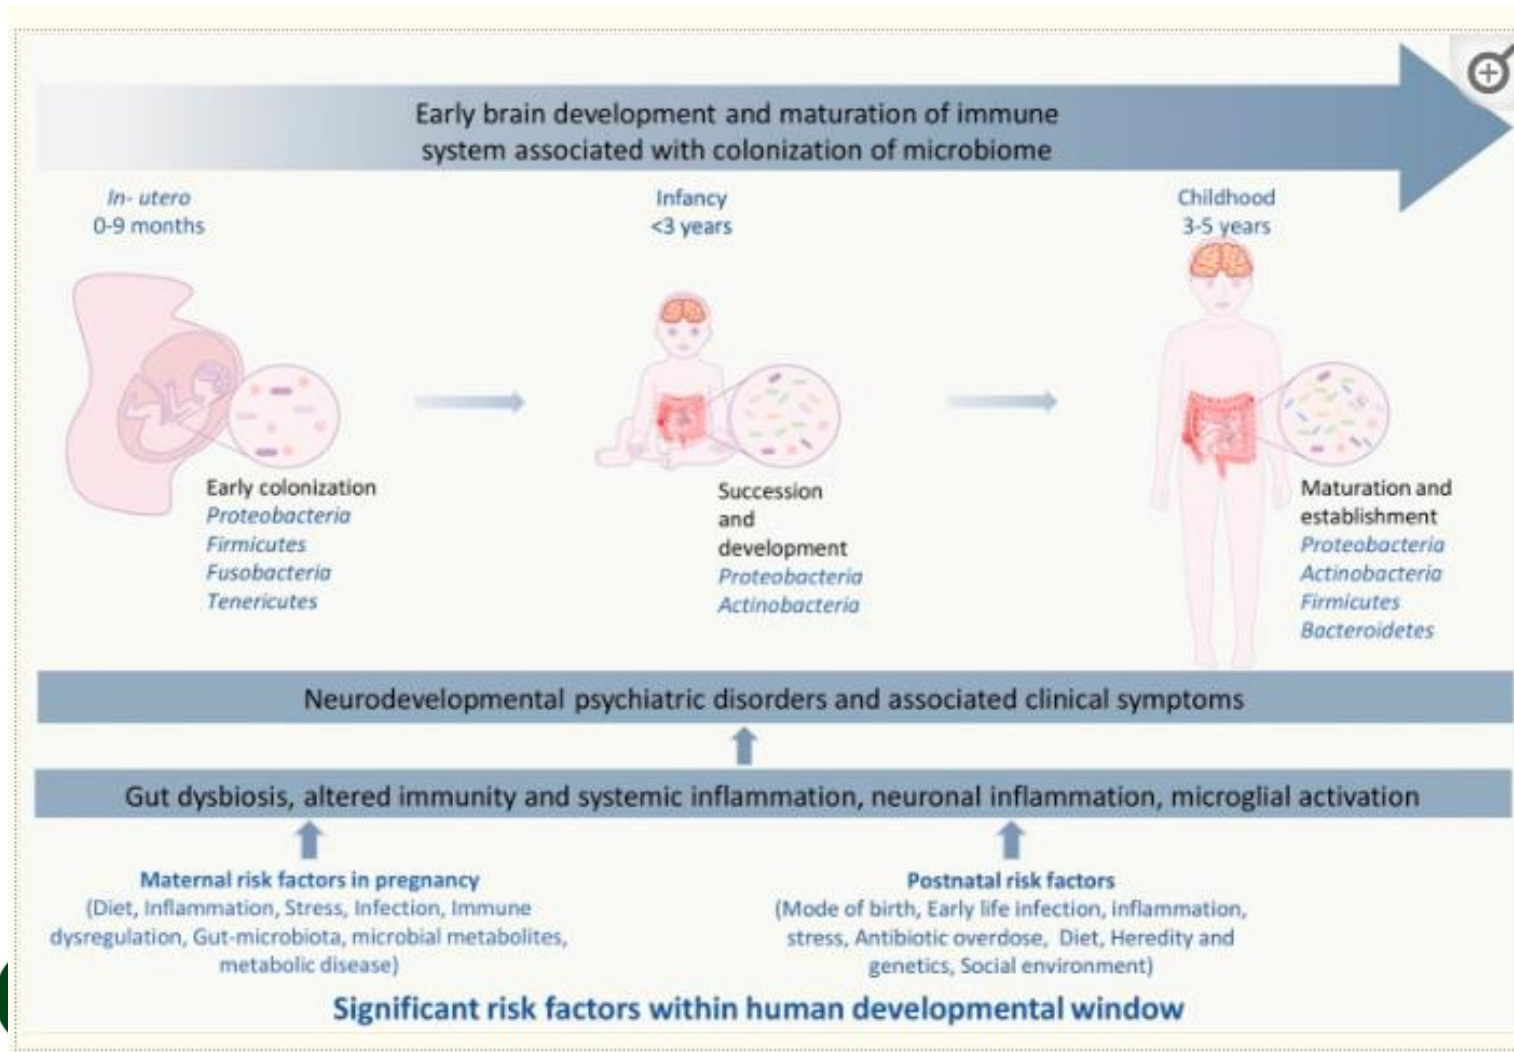 Early brain development and maturation of immune
system associated with colonization of microbiome
In- utero
0-9 months
Infancy
<3 years
Childhood
3-5 years
Early colonization
Proteobacteria
Firmicutes
Fusobacteria
Tenericutes
Succession
and
development
Proteobacteria
Actinobacteria
Maturation and
establishment
Proteobacteria
Actinobacteria
Firmicutes
Bacteroidetes
Neurodevelopmental psychiatric disorders and associated clinical symptoms
Gut dysbiosis, altered immunity and systemic inflammation, neuronal inflammation, microglial activation
Maternal risk factors in pregnancy
(Diet, Inflammation, Stress, Infection, Immune
dysregulation, Gut-microbiota, microbial metabolites,
metabolic disease)
Postnatal risk factors
(Mode of birth, Early life infection, inflammation,
stress, Antibiotic overdose, Diet, Heredity and
genetics, Social environment)
Significant risk factors within human developmental window